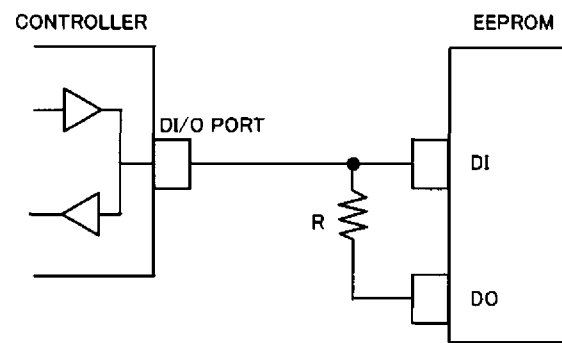 CONTROLLER
EEPROM
DI/O PORT
DI
R
DO